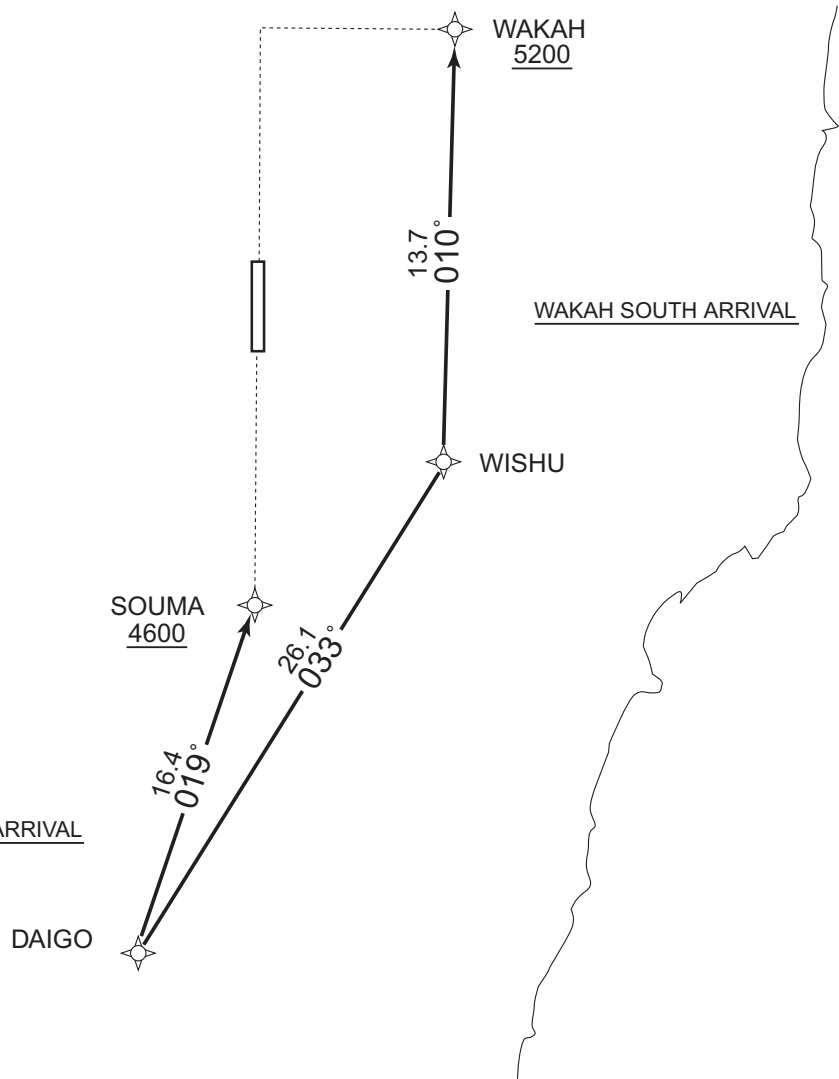 WAKAH
5200
13.7
010°
WAKAH SOUTH ARRIVAL
WISHU
SOUMA
4600
26.1
033°
16.4
019°
ARRIVAL
DAIGO